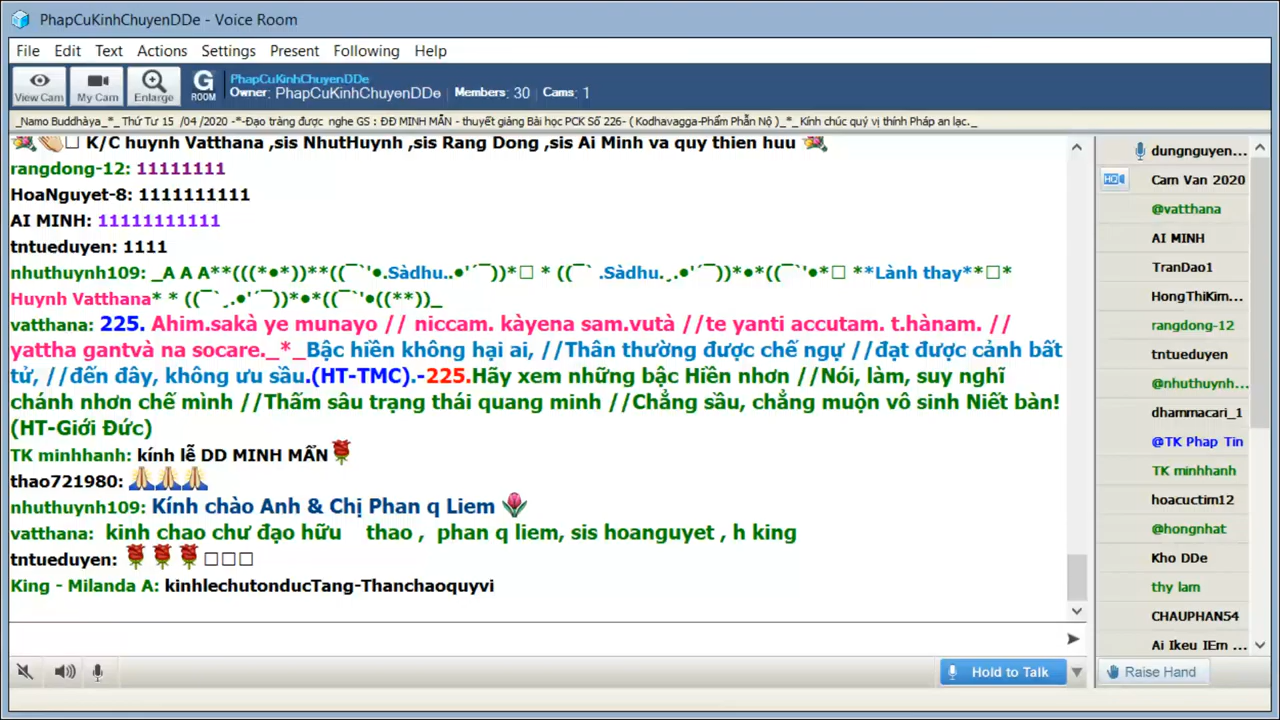 PhapCuKinhChuyenDDe - Voice Room
File Edit Text Actions Settings Present Following Help
View Cam My Cam Enlarge G ROOM
PhapCuKinhChuyenDDe
Owner: PhapCuKinhChuyenDDe Members: 30 Cams: 1
_Namo Buddhàya_*_ Thứ Tư 15 /04 /2020 -*-Đạo tràng được nghe GS : ĐĐ MINH MẪN - thuyết giảng Bài học PCK Số 226- ( Kodhavagga-Phẩm Phẫn Nộ )_*_ Kính chúc quý vị thính Pháp an lạc._
K/C huynh Vatthana ,sis NhutHuynh ,sis Rang Dong ,sis Ai Minh va quy thien huu
rangdong-12: 11111111
HoaNguyet-8: 1111111111
AI MINH: 11111111111
tntueduyen: 1111
nhuthuynh109: _A A A**(((*●*))**((¯`'●.Sàdhu..●'´¯))*□ * ((¯` .Sàdhu.¸.●'´¯))*●*((¯`'●*□ **Lành thay**□*
Huynh Vatthana* * ((¯`¸.●'´¯))*●*((¯`'●((**))_
vatthana: 225. Ahim.sakà ye munayo // niccam. kàyena sam.vutà //te yanti accutam. t.hànam. //
yattha gantvà na socare._*_Bậc hiền không hại ai, //Thân thường được chế ngự //đạt được cảnh bất
tử, //đến đây, không ưu sầu.(HT-TMC).-225.Hãy xem những bậc Hiền nhơn //Nói, làm, suy nghĩ
chánh nhơn chế mình //Thấm sâu trạng thái quang minh //Chẳng sầu, chẳng muộn vô sinh Niết bàn!
(HT-Giới Đức)
TK minhhanh: kính lễ DD MINH MẪN
thao721980:
nhuthuynh109: Kính chào Anh & Chị Phan q Liem
vatthana: kinh chao chư đạo hữu thao , phan q liem, sis hoanguyet , h king
tntueduyen: □□□
King - Milanda A: kinhlechutonducTang-Thanchaoquyvi
Hold to Talk
dungnguyen...
HQ Cam Van 2020
@vatthana
AI MINH
TranDao1
HongThiKim...
rangdong-12
tntueduyen
@nhuthuynh...
dhammacari_1
@TK Phap Tin
TK minhhanh
hoacuctim12
@hongnhat
Kho DDe
thy lam
CHAUPHAN54
Ai Ikeu IEm ...
Raise Hand